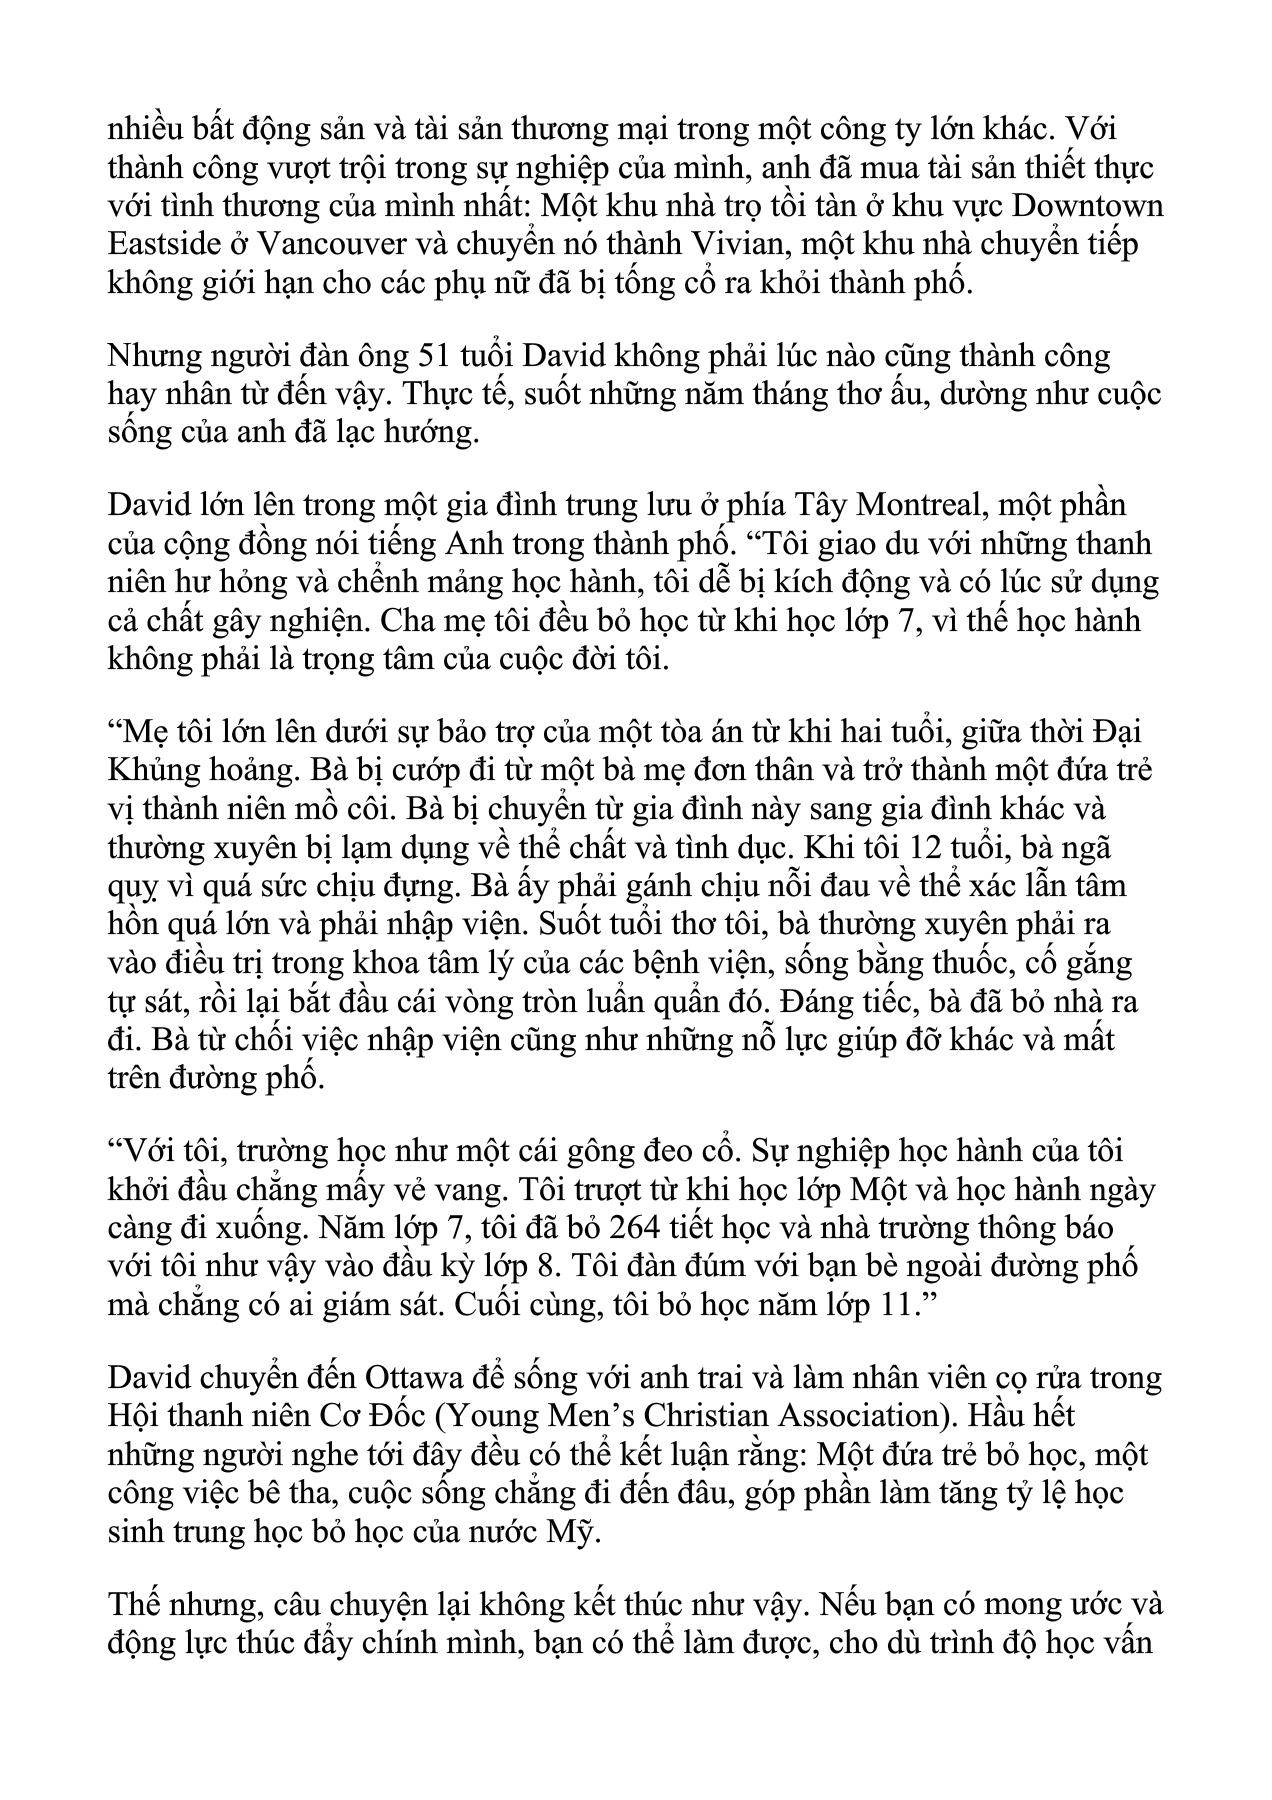 nhiều bất động sản và tài sản thương mại trong một công ty lớn khác. Với
thành công vượt trội trong sự nghiệp của mình, anh đã mua tài sản thiết thực
với tình thương của mình nhất: Một khu nhà trọ tồi tàn ở khu vực Downtown
Eastside ở Vancouver và chuyển nó thành Vivian, một khu nhà chuyển tiếp
không giới hạn cho các phụ nữ đã bị tống cổ ra khỏi thành phố.
Nhưng người đàn ông 51 tuổi David không phải lúc nào cũng thành công
hay nhân từ đến vậy. Thực tế, suốt những năm tháng thơ ấu, dường như cuộc
sống của anh đã lạc hướng.
David lớn lên trong một gia đình trung lưu ở phía Tây Montreal, một phần
của cộng đồng nói tiếng Anh trong thành phố. “Tôi giao du với những thanh
niên hư hỏng và chểnh mảng học hành, tôi dễ bị kích động và có lúc sử dụng
cả chất gây nghiện. Cha mẹ tôi đều bỏ học từ khi học lớp 7, vì thế học hành
không phải là trọng tâm của cuộc đời tôi.
“Mẹ tôi lớn lên dưới sự bảo trợ của một tòa án từ khi hai tuổi, giữa thời Đại
Khủng hoảng. Bà bị cướp đi từ một bà mẹ đơn thân và trở thành một đứa trẻ
vị thành niên mồ côi. Bà bị chuyển từ gia đình này sang gia đình khác và
thường xuyên bị lạm dụng về thể chất và tình dục. Khi tôi 12 tuổi, bà ngã
quỵ vì quá sức chịu đựng. Bà ấy phải gánh chịu nỗi đau về thể xác lẫn tâm
hồn quá lớn và phải nhập viện. Suốt tuổi thơ tôi, bà thường xuyên phải ra
vào điều trị trong khoa tâm lý của các bệnh viện, sống bằng thuốc, cố gắng
tự sát, rồi lại bắt đầu cái vòng tròn luẩn quẩn đó. Đáng tiếc, bà đã bỏ nhà ra
đi. Bà từ chối việc nhập viện cũng như những nỗ lực giúp đỡ khác và mất
trên đường phố.
“Với tôi, trường học như một cái gông đeo cổ. Sự nghiệp học hành của tôi
khởi đầu chẳng mấy vẻ vang. Tôi trượt từ khi học lớp Một và học hành ngày
càng đi xuống. Năm lớp 7, tôi đã bỏ 264 tiết học và nhà trường thông báo
với tôi như vậy vào đầu kỳ lớp 8. Tôi đàn đúm với bạn bè ngoài đường phố
mà chẳng có ai giám sát. Cuối cùng, tôi bỏ học năm lớp 11.”
David chuyển đến Ottawa để sống với anh trai và làm nhân viên cọ rửa trong
Hội thanh niên Cơ Đốc (Young Men’s Christian Association). Hầu hết
những người nghe tới đây đều có thể kết luận rằng: Một đứa trẻ bỏ học, một
công việc bê tha, cuộc sống chẳng đi đến đâu, góp phần làm tăng tỷ lệ học
sinh trung học bỏ học của nước Mỹ.
Thế nhưng, câu chuyện lại không kết thúc như vậy. Nếu bạn có mong ước và
động lực thúc đẩy chính mình, bạn có thể làm được, cho dù trình độ học vấn